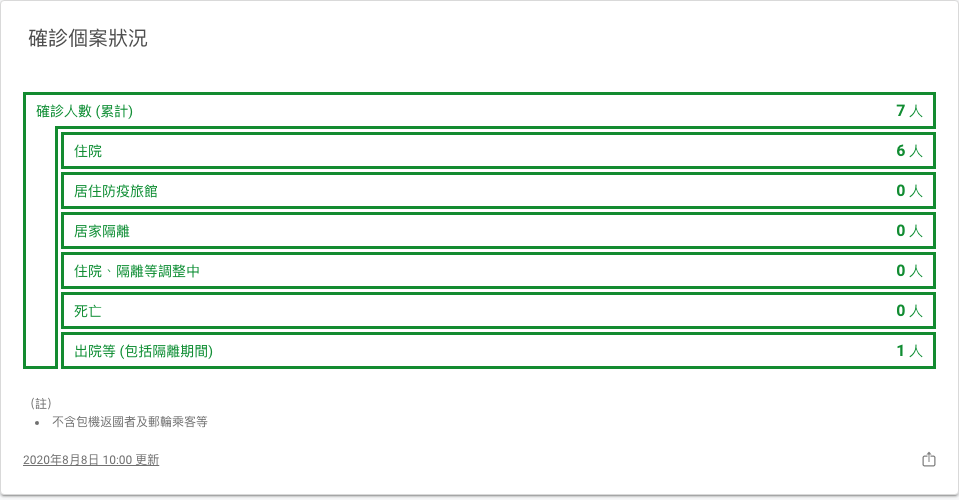 確診個案狀況
確診人數 (累計) 7 人
住院 6 人
居住防疫旅館 0 人
居家隔離 0 人
住院、隔離等調整中 0 人
死亡 0 人
出院等 (包括隔離期間) 1 人
(註)
• 不含包機返國者及郵輪乘客等
2020年8月8日 10:00 更新